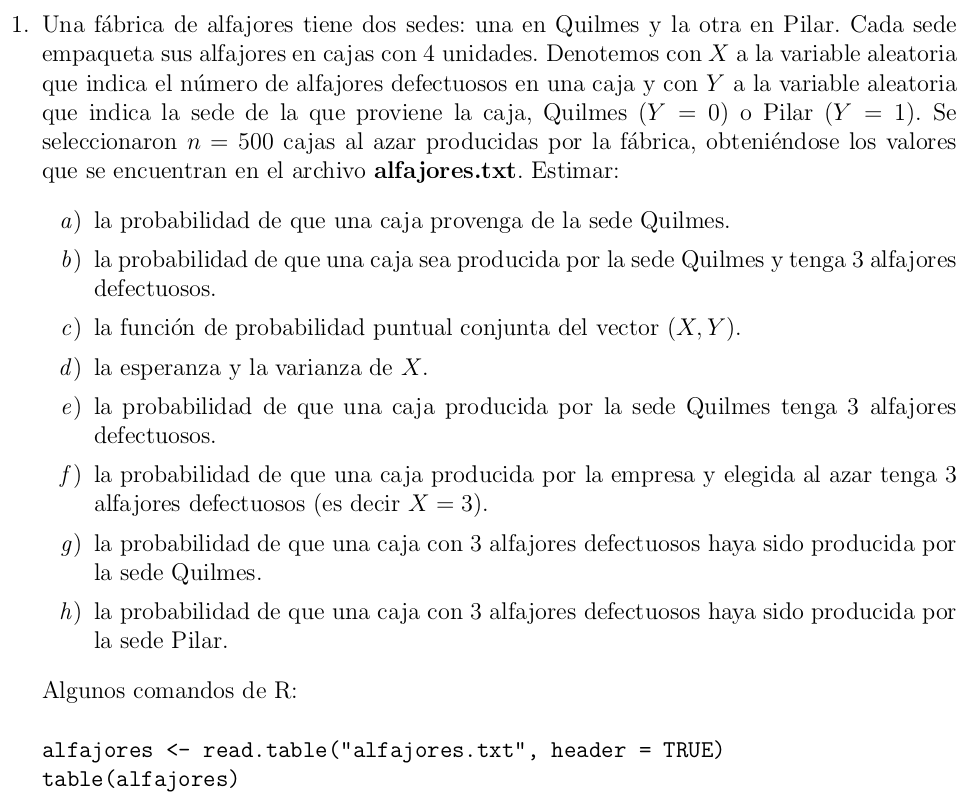 1. Una fábrica de alfajores tiene dos sedes: una en Quilmes y la otra en Pilar. Cada sede
empaqueta sus alfajores en cajas con 4 unidades. Denotemos con X a la variable aleatoria
que indica el número de alfajores defectuosos en una caja y con Y a la variable aleatoria
que indica la sede de la que proviene la caja, Quilmes (Y = 0) o Pilar (Y = 1). Se
seleccionaron n = 500 cajas al azar producidas por la fábrica, obteniéndose los valores
que se encuentran en el archivo alfajores.txt. Estimar:
a) la probabilidad de que una caja provenga de la sede Quilmes.
b) la probabilidad de que una caja sea producida por la sede Quilmes y tenga 3 alfajores
defectuosos.
c) la función de probabilidad puntual conjunta del vector (X, Y).
d) la esperanza y la varianza de X.
e) la probabilidad de que una caja producida por la sede Quilmes tenga 3 alfajores
defectuosos.
f) la probabilidad de que una caja producida por la empresa y elegida al azar tenga 3
alfajores defectuosos (es decir X = 3).
g) la probabilidad de que una caja con 3 alfajores defectuosos haya sido producida por
la sede Quilmes.
h) la probabilidad de que una caja con 3 alfajores defectuosos haya sido producida por
la sede Pilar.
Algunos comandos de R:
alfajores <- read.table("alfajores.txt", header = TRUE)
table(alfajores)